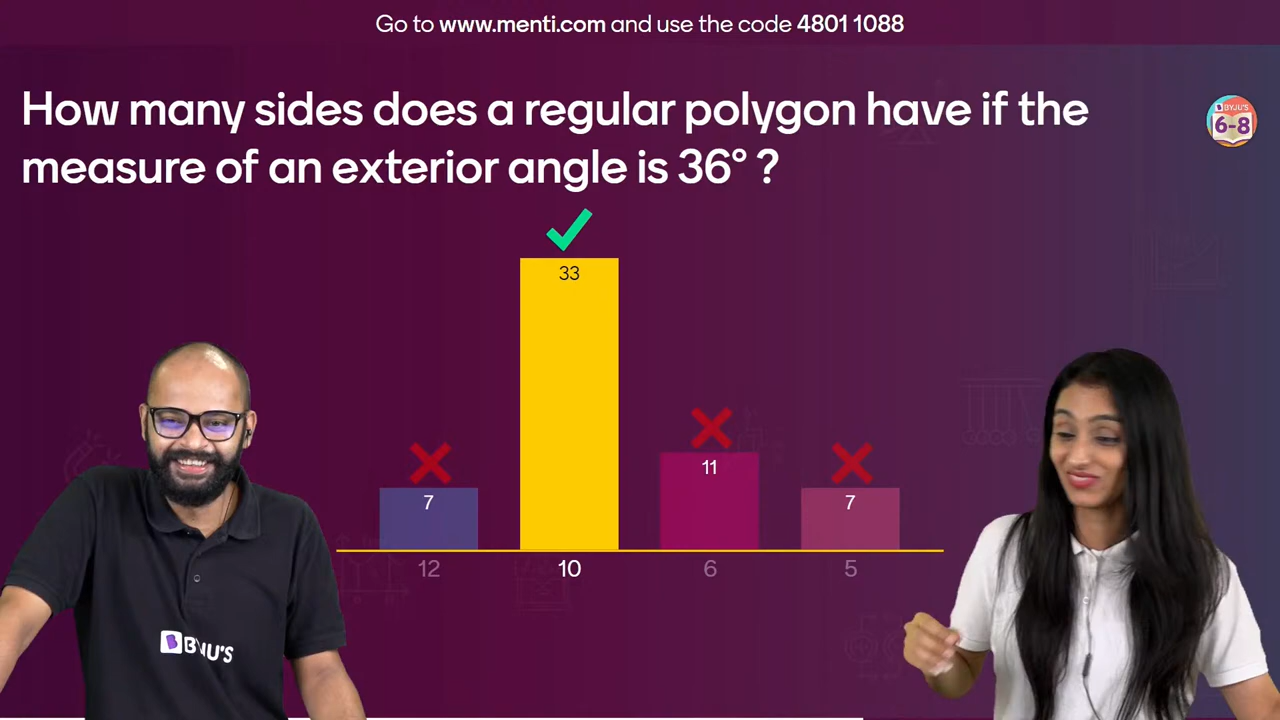 Go to www.menti.com and use the code 4801 1088
How many sides does a regular polygon have if the
measure of an exterior angle is 36° ?
BYJU'S
6-8
33
11
7
7
12
10
6
5
BYJU'S